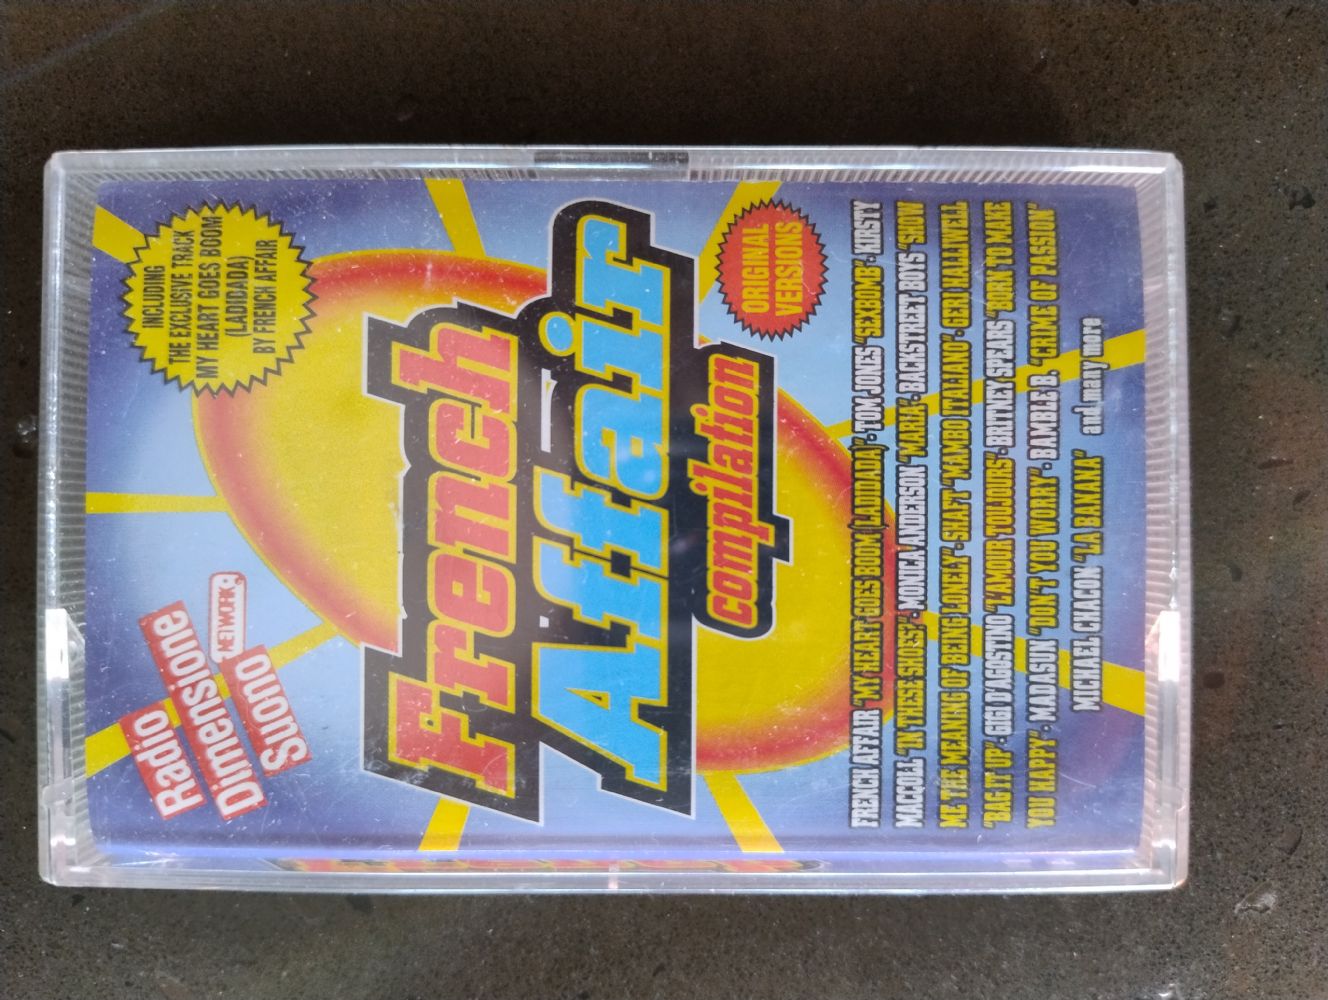 Radio
Dimensione
Suono
NETWORK
INCLUDING
THE EXCLUSIVE TRACK
MY HEART GOES BOOM
(LADIDADA)
BY FRENCH AFFAIR
French
Affair
compilation
ORIGINAL
VERSIONS
FRENCH AFFAIR "MY HEART GOES BOOM (LADIDADA)" · TOM JONES "SEXBOMB" · KIRSTY
MACCOLL "IN THESE SHOES?" · MONICA ANDERSON "MARIA" · BACKSTREET BOYS "SHOW
ME THE MEANING OF BEING LONELY" · SHAFT "MAMBO ITALIANO" · GERI HALLIWELL
"BAG IT UP" · GIGI D'AGOSTINO "L'AMOUR TOUJOURS" · BRITNEY SPEARS "BORN TO MAKE
YOU HAPPY" · MADASUN "DON'T YOU WORRY" · BAMBLE B. "CRIME OF PASSION"
MICHAEL CHACON "LA BANANA" and many more